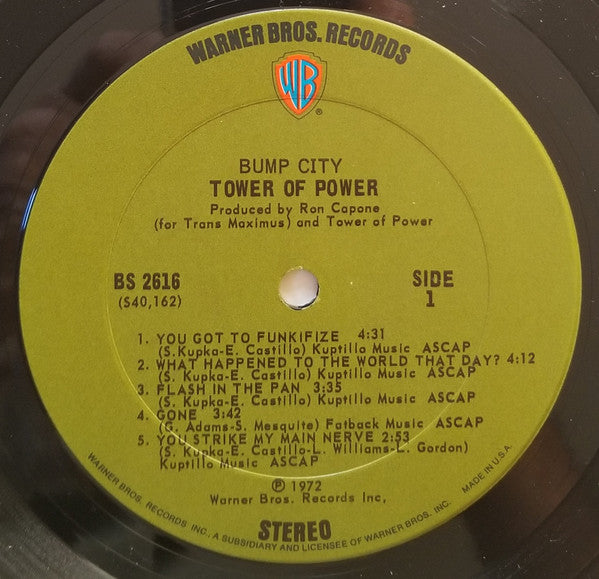 WARNER BROS. RECORDS
WB
®
BUMP CITY
TOWER OF POWER
Produced by Ron Capone
(for Trans Maximus) and Tower of Power
BS 2616
(S40,162)
SIDE
1
1. YOU GOT TO FUNKIFIZE 4:31
(S. Kupka-E. Castillo) Kuptillo Music ASCAP
2. WHAT HAPPENED TO THE WORLD THAT DAY? 4:12
(S. Kupka-E. Castillo) Kuptillo Music ASCAP
3. FLASH IN THE PAN 3:35
(S. Kupka-E. Castillo) Kuptillo Music ASCAP
4. GONE 3:42
(G. Adams-S. Mesquite) Fatback Music ASCAP
5. YOU STRIKE MY MAIN NERVE 2:53
(S. Kupka-E. Castillo-L. Williams-L. Gordon)
Kuptillo Music ASCAP
℗ 1972
Warner Bros. Records Inc,
STEREO
WARNER BROS. RECORDS INC., A SUBSIDIARY AND LICENSEE OF WARNER BROS. INC. MADE IN U.S.A.